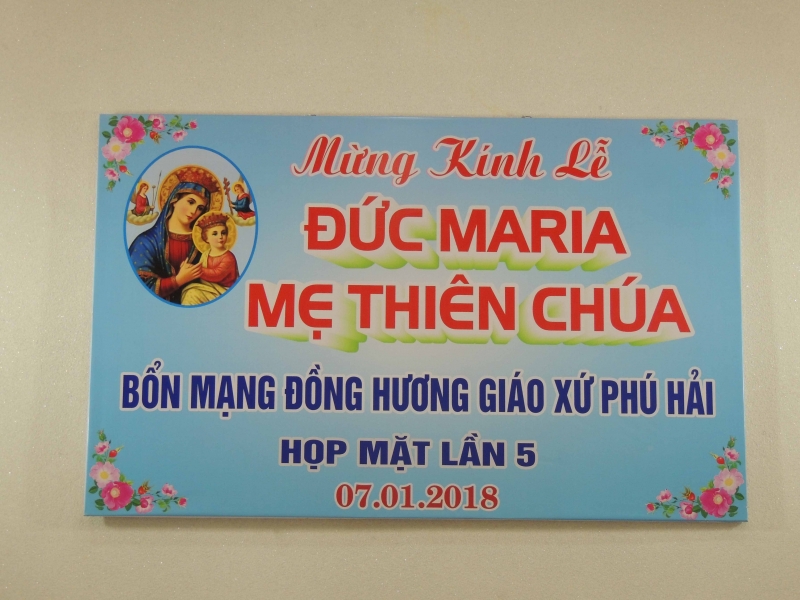 Mừng Kính Lễ
ĐỨC MARIA
MẸ THIÊN CHÚA
BỔN MẠNG ĐỒNG HƯƠNG GIÁO XỨ PHÚ HẢI
HỌP MẶT LẦN 5
07.01.2018